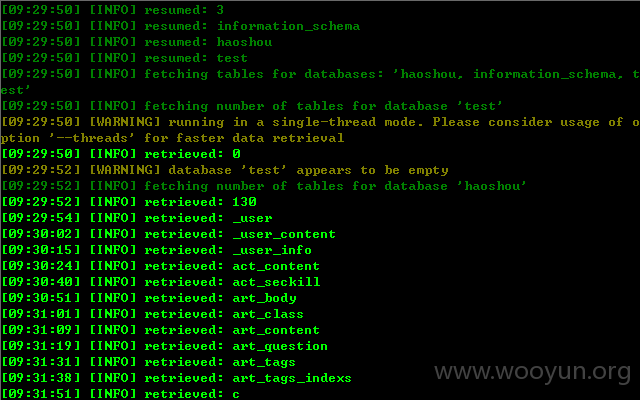 [09:29:50] [INFO] resumed: 3
[09:29:50] [INFO] resumed: information_schema
[09:29:50] [INFO] resumed: haoshou
[09:29:50] [INFO] resumed: test
[09:29:50] [INFO] fetching tables for databases: 'haoshou, information_schema, t
est'
[09:29:50] [INFO] fetching number of tables for database 'test'
[09:29:50] [WARNING] running in a single-thread mode. Please consider usage of o
ption '--threads' for faster data retrieval
[09:29:50] [INFO] retrieved: 0
[09:29:52] [WARNING] database 'test' appears to be empty
[09:29:52] [INFO] fetching number of tables for database 'haoshou'
[09:29:52] [INFO] retrieved: 130
[09:29:54] [INFO] retrieved: _user
[09:30:02] [INFO] retrieved: _user_content
[09:30:15] [INFO] retrieved: _user_info
[09:30:24] [INFO] retrieved: act_content
[09:30:40] [INFO] retrieved: act_seckill
[09:30:51] [INFO] retrieved: art_body
[09:31:01] [INFO] retrieved: art_class
[09:31:09] [INFO] retrieved: art_content
[09:31:19] [INFO] retrieved: art_question
[09:31:31] [INFO] retrieved: art_tags
[09:31:38] [INFO] retrieved: art_tags_indexs
[09:31:51] [INFO] retrieved: c
www.wooyun.org